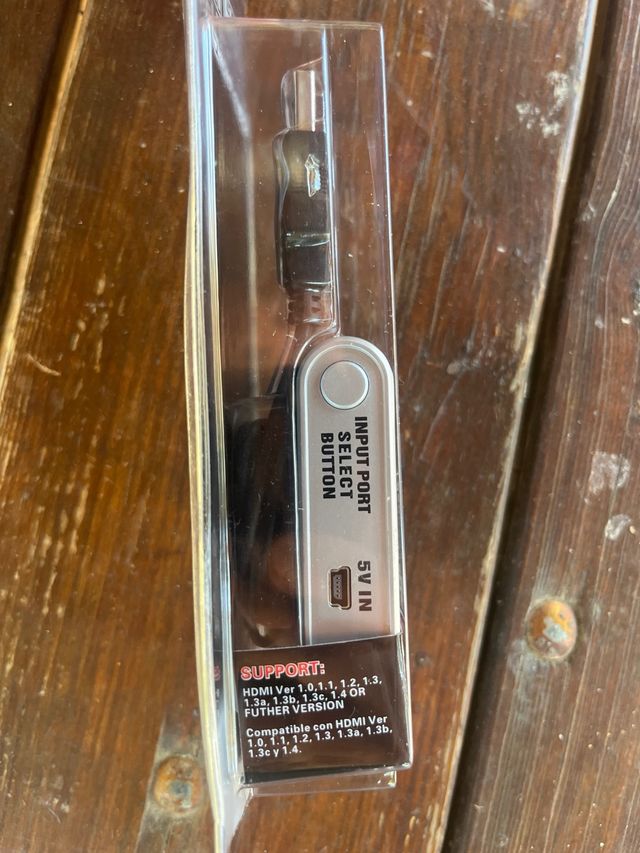 INPUT PORT
SELECT
BUTTON
5V IN
SUPPORT:
HDMI Ver 1.0,1.1, 1.2, 1.3,
1.3a, 1.3b, 1.3c, 1.4 OR
FUTHER VERSION
Compatible con HDMI Ver
1.0, 1.1, 1.2, 1.3, 1.3a, 1.3b,
1.3c y 1.4.